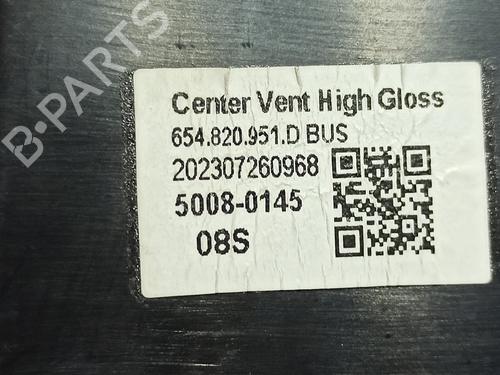 B-PARTS
Center Vent High Gloss
654.820.951.D BUS
202307260968
5008-0145
08S